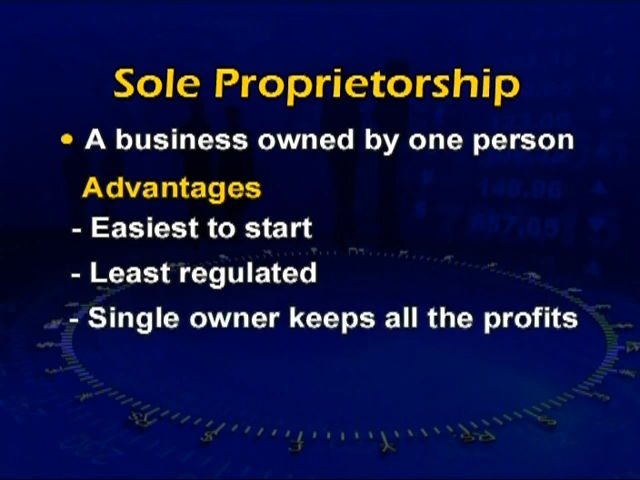 Sole Proprietorship
• A business owned by one person
Advantages
- Easiest to start
- Least regulated
- Single owner keeps all the profits